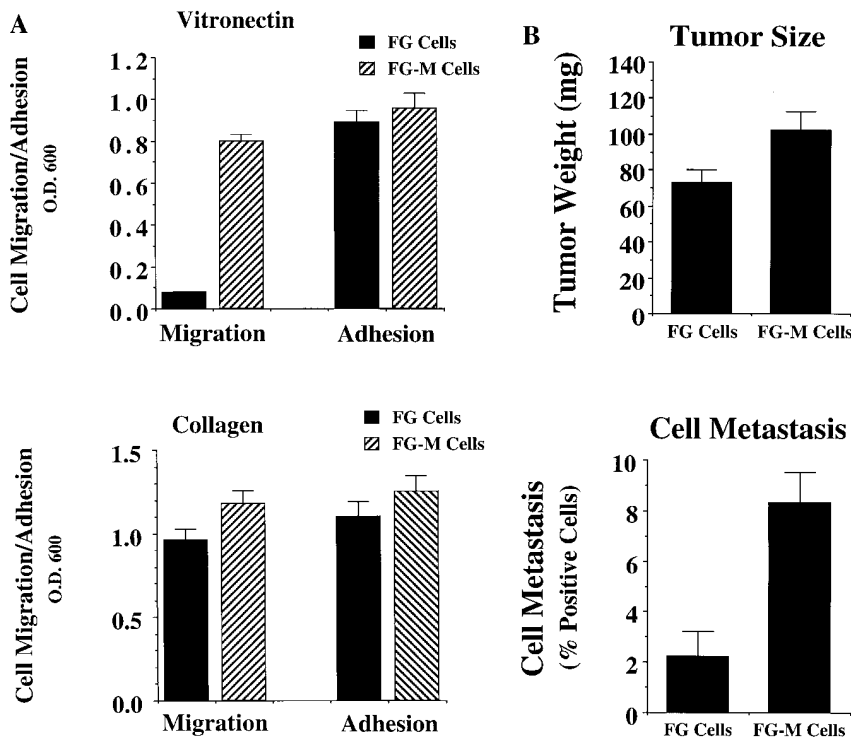 A
Vitronectin
FG Cells
FG-M Cells
Cell Migration/Adhesion
O.D. 600
1.2
1.0
0.8
0.6
0.4
0.2
0.0
Migration
Adhesion
B
Tumor Size
Tumor Weight (mg)
140
120
100
80
60
40
20
0
FG Cells
FG-M Cells
Collagen
FG Cells
FG-M Cells
Cell Migration/Adhesion
O.D. 600
1.5
1.0
0.5
0.0
Migration
Adhesion
Cell Metastasis
Cell Metastasis
(% Positive Cells)
10
8
6
4
2
0
FG Cells
FG-M Cells